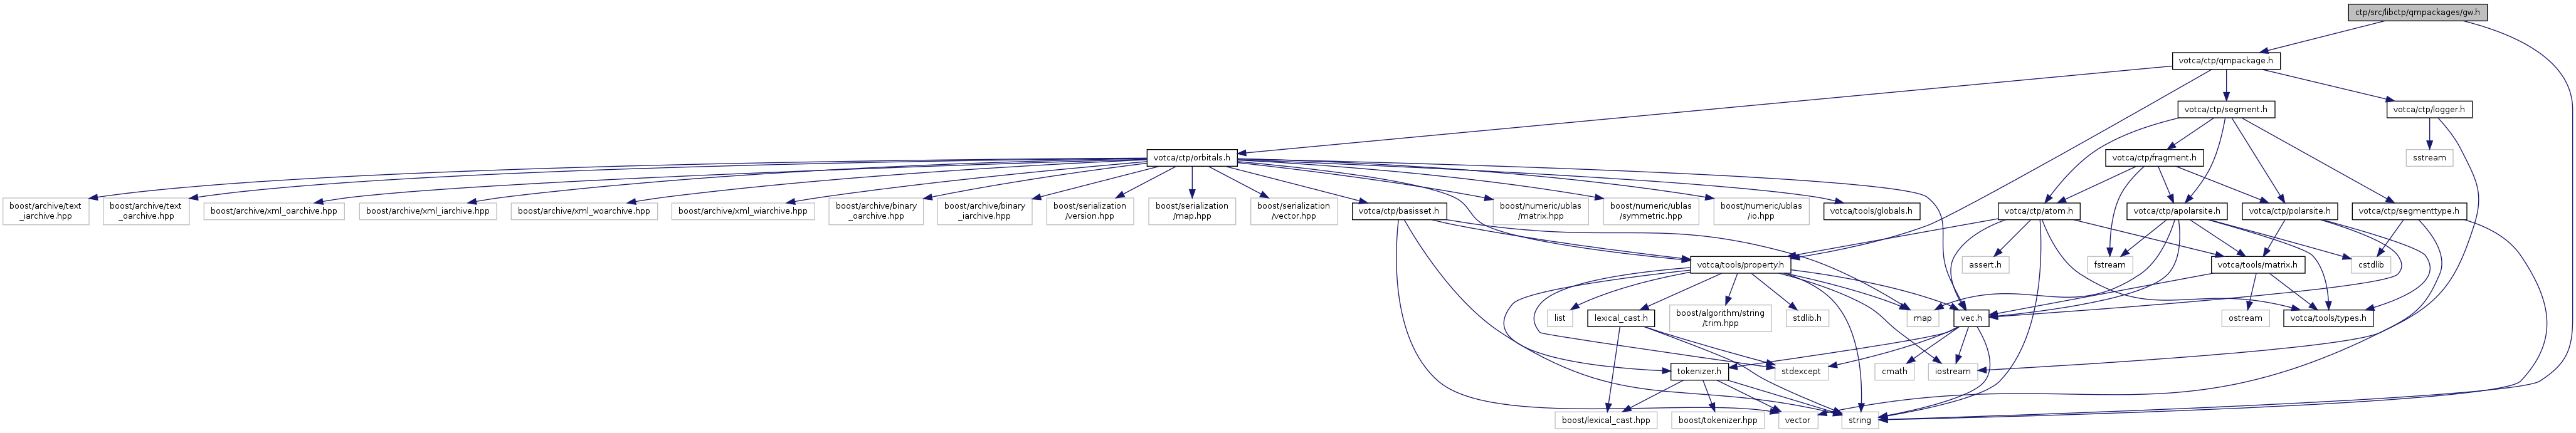 ctp/src/libctp/qmpackages/gw.h
votca/ctp/qmpackage.h
votca/ctp/segment.h
votca/ctp/logger.h
votca/ctp/orbitals.h
votca/ctp/fragment.h
sstream
boost/archive/text
_iarchive.hpp
boost/archive/text
_oarchive.hpp
boost/archive/xml_oarchive.hpp
boost/archive/xml_iarchive.hpp
boost/archive/xml_woarchive.hpp
boost/archive/xml_wiarchive.hpp
boost/archive/binary
_oarchive.hpp
boost/archive/binary
_iarchive.hpp
boost/serialization
/version.hpp
boost/serialization
/map.hpp
boost/serialization
/vector.hpp
votca/ctp/basisset.h
boost/numeric/ublas
/matrix.hpp
boost/numeric/ublas
/symmetric.hpp
boost/numeric/ublas
/io.hpp
votca/tools/globals.h
votca/ctp/atom.h
votca/ctp/apolarsite.h
votca/ctp/polarsite.h
votca/ctp/segmenttype.h
votca/tools/property.h
assert.h
fstream
votca/tools/matrix.h
cstdlib
list
lexical_cast.h
boost/algorithm/string
/trim.hpp
stdlib.h
map
vec.h
ostream
votca/tools/types.h
tokenizer.h
stdexcept
cmath
iostream
boost/lexical_cast.hpp
boost/tokenizer.hpp
vector
string